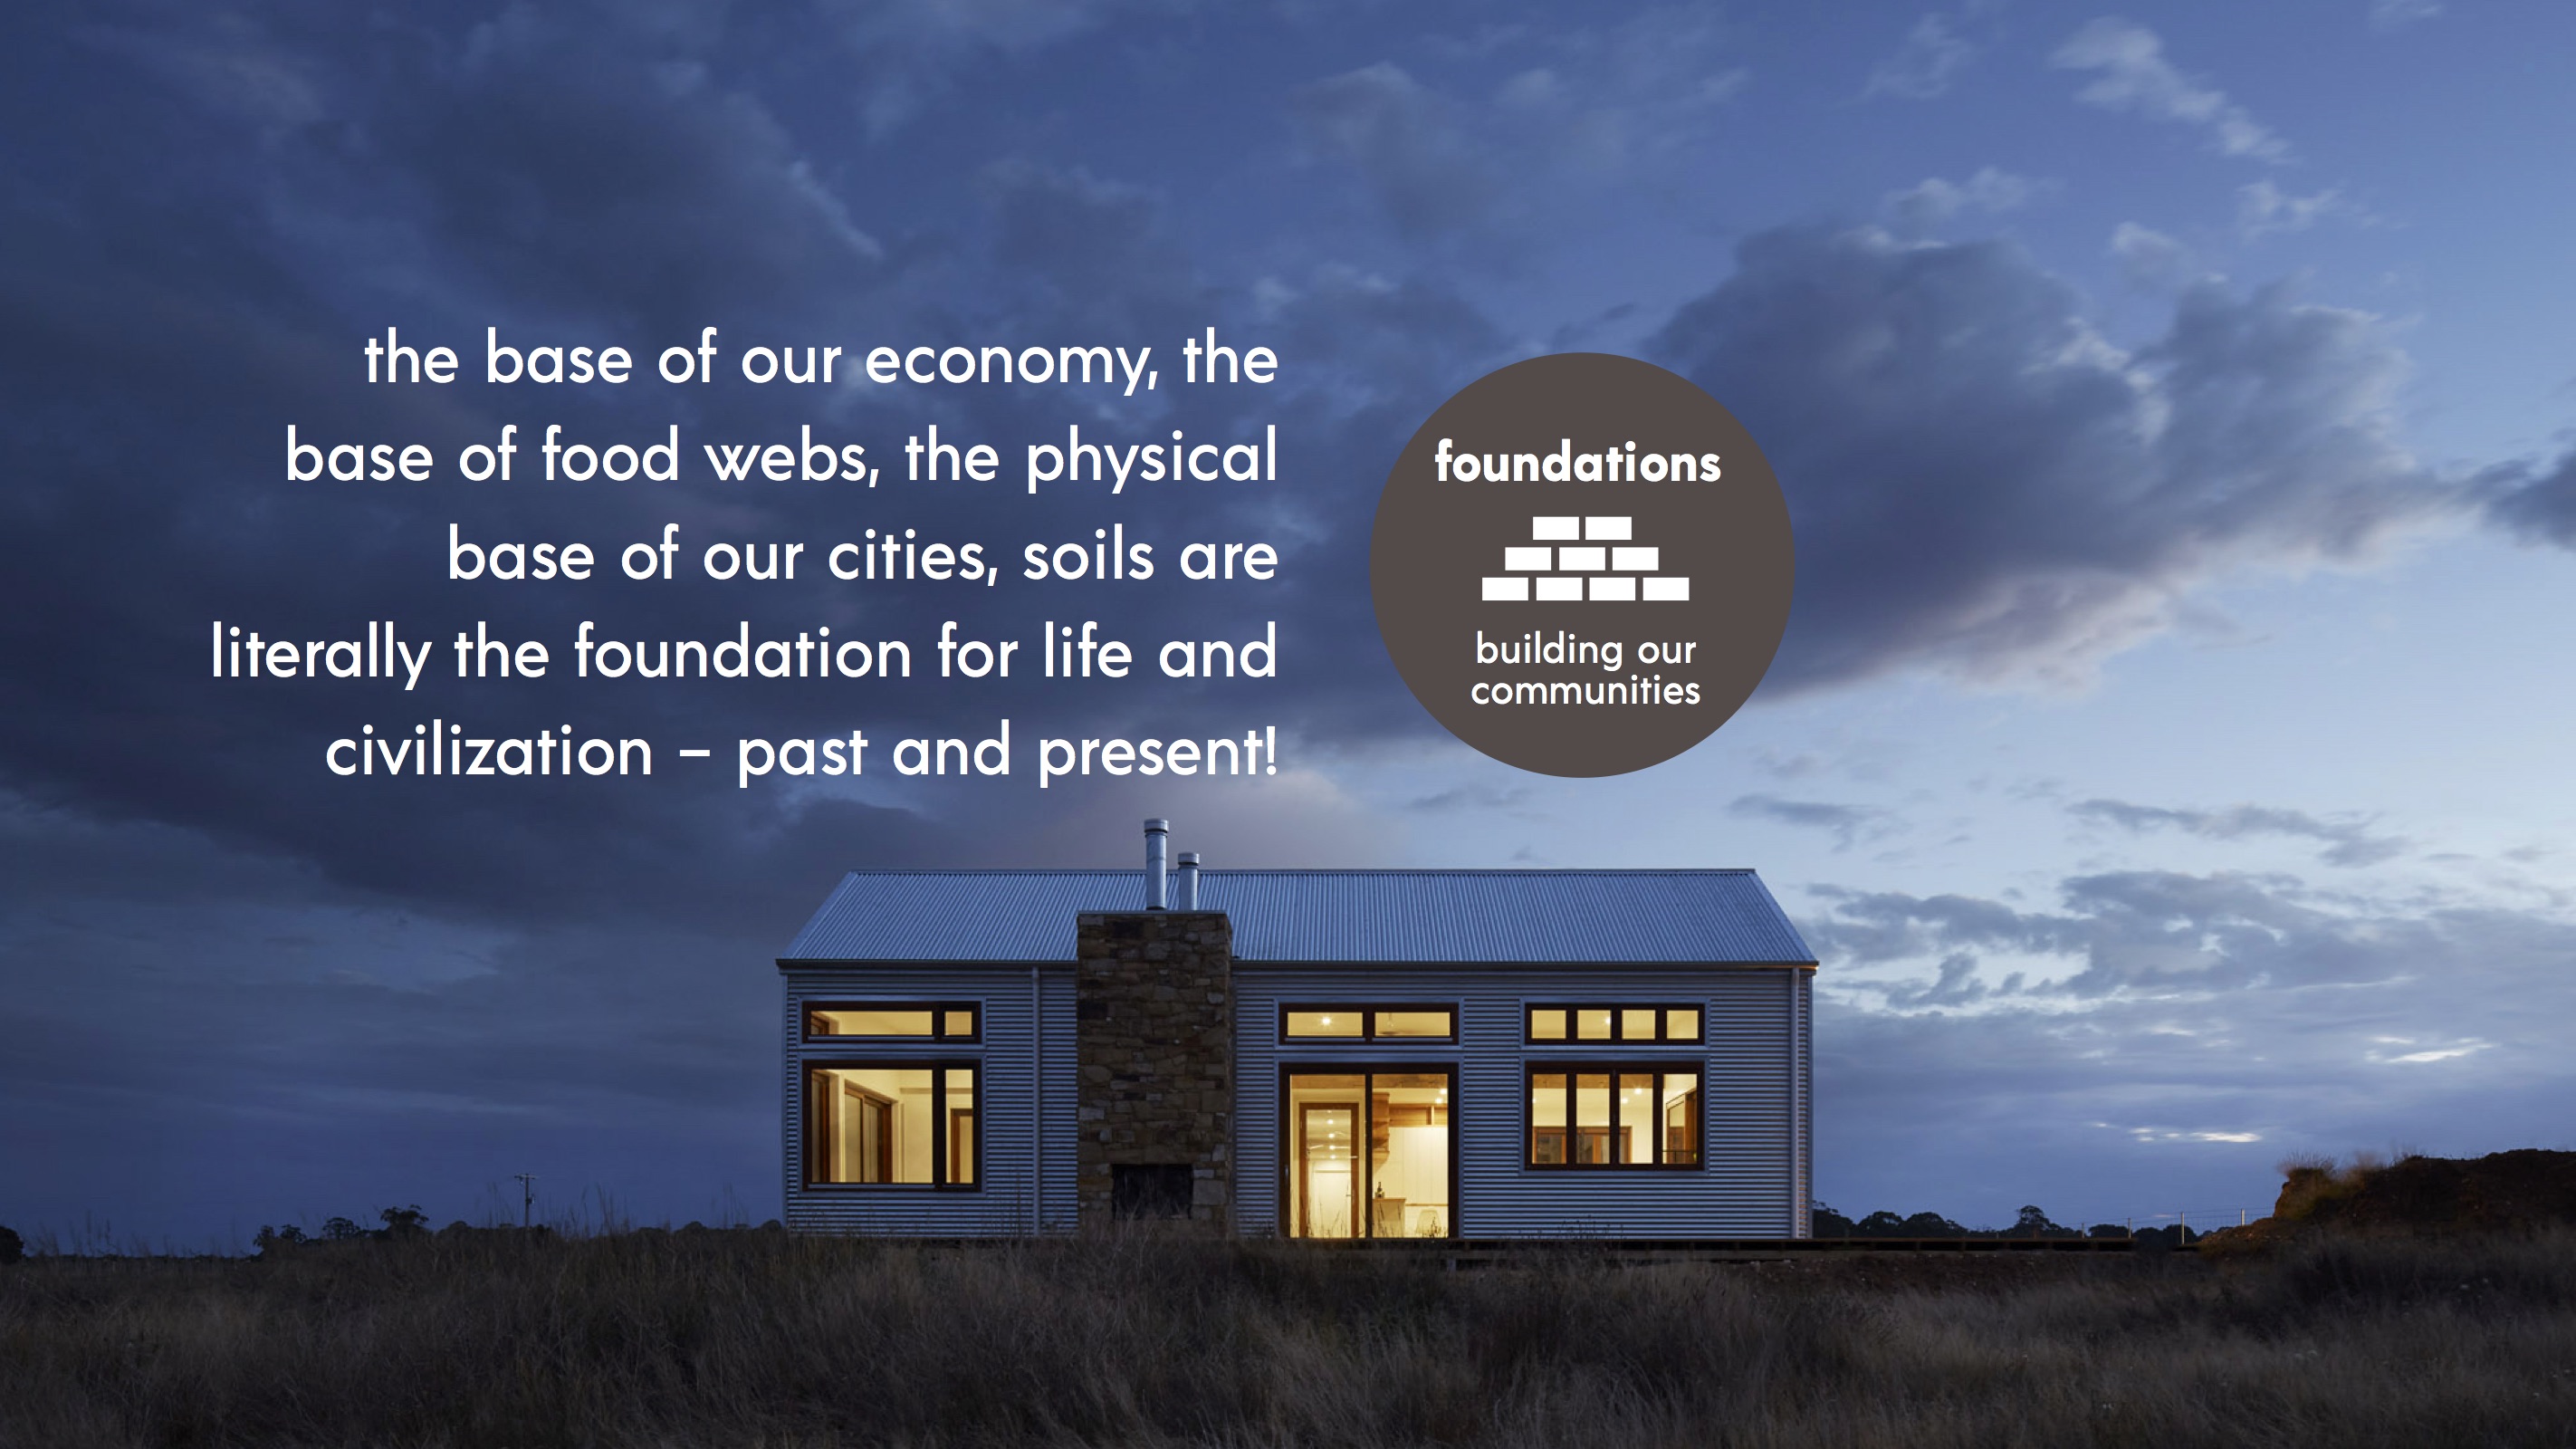 the base of our economy, the
base of food webs, the physical
base of our cities, soils are
literally the foundation for life and
civilization – past and present!
foundations
building our
communities